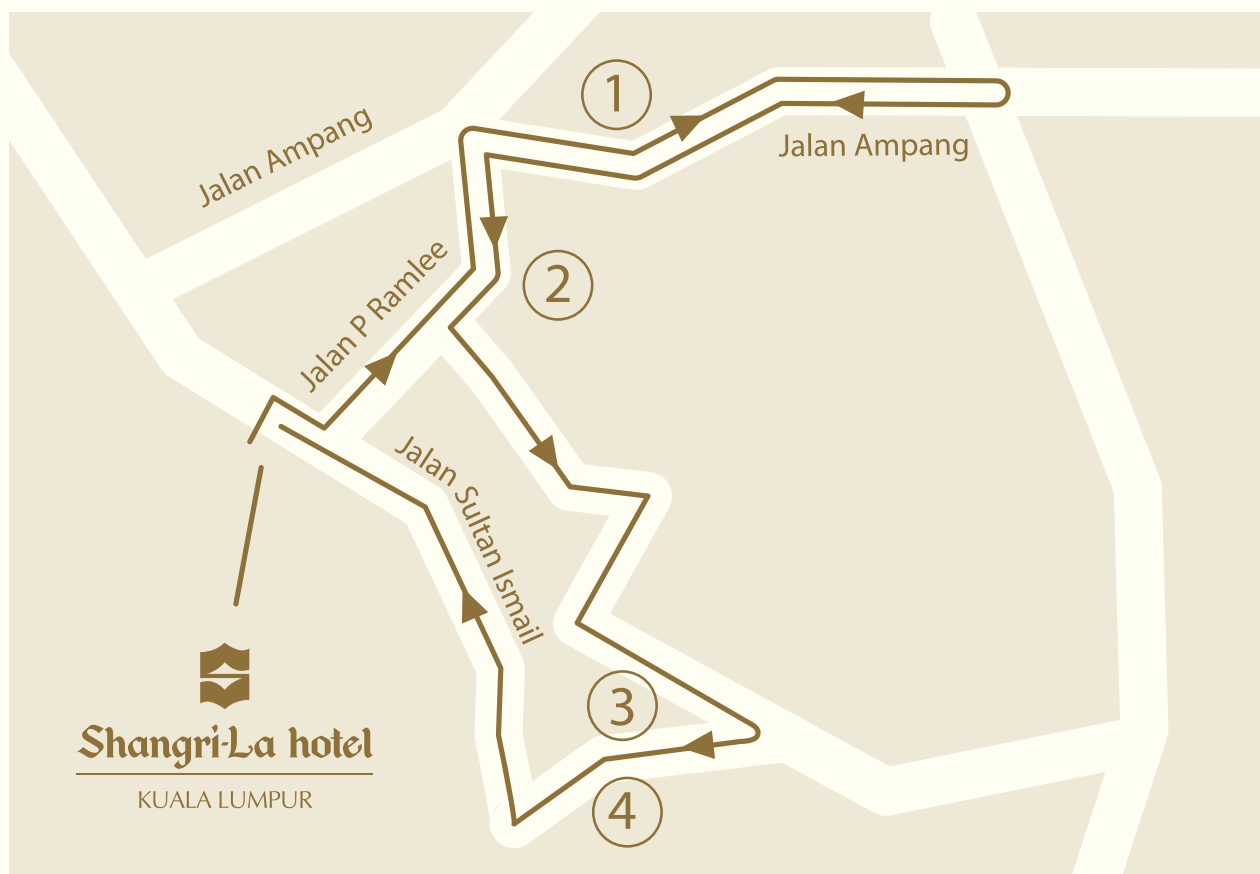 1
Jalan Ampang
Jalan Ampang
Jalan P Ramlee
2
Jalan Sultan Ismail
3
Shangri-La hotel
KUALA LUMPUR
4